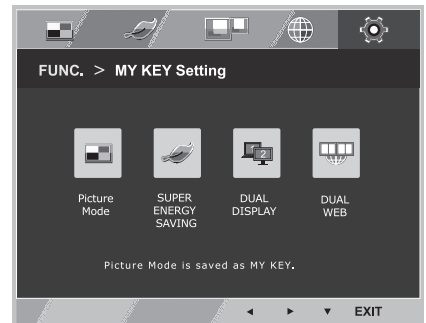 FUNC. > MY KEY Setting
Picture
Mode
SUPER
ENERGY
SAVING
DUAL
DISPLAY
2
DUAL
WEB
Picture Mode is saved as MY KEY.
◄ ► ▼ EXIT